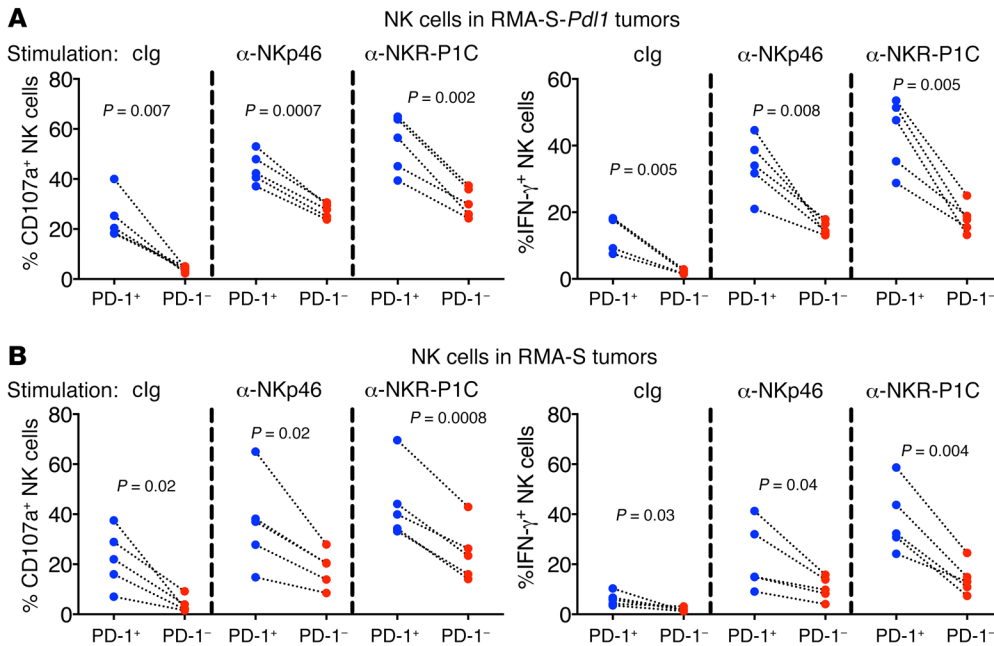 A
NK cells in RMA-S-Pdl1 tumors
Stimulation: cIg α-NKp46 α-NKR-P1C
% CD107a⁺ NK cells
80
60
40
20
0
P = 0.007
P = 0.0007
P = 0.002
PD-1⁺ PD-1⁻ PD-1⁺ PD-1⁻ PD-1⁺ PD-1⁻
cIg α-NKp46 α-NKR-P1C
%IFN-γ⁺ NK cells
60
40
20
0
P = 0.005
P = 0.008
P = 0.005
PD-1⁺ PD-1⁻ PD-1⁺ PD-1⁻ PD-1⁺ PD-1⁻
B
NK cells in RMA-S tumors
Stimulation: cIg α-NKp46 α-NKR-P1C
% CD107a⁺ NK cells
80
60
40
20
0
P = 0.02
P = 0.02
P = 0.0008
PD-1⁺ PD-1⁻ PD-1⁺ PD-1⁻ PD-1⁺ PD-1⁻
cIg α-NKp46 α-NKR-P1C
%IFN-γ⁺ NK cells
80
60
40
20
0
P = 0.03
P = 0.04
P = 0.004
PD-1⁺ PD-1⁻ PD-1⁺ PD-1⁻ PD-1⁺ PD-1⁻